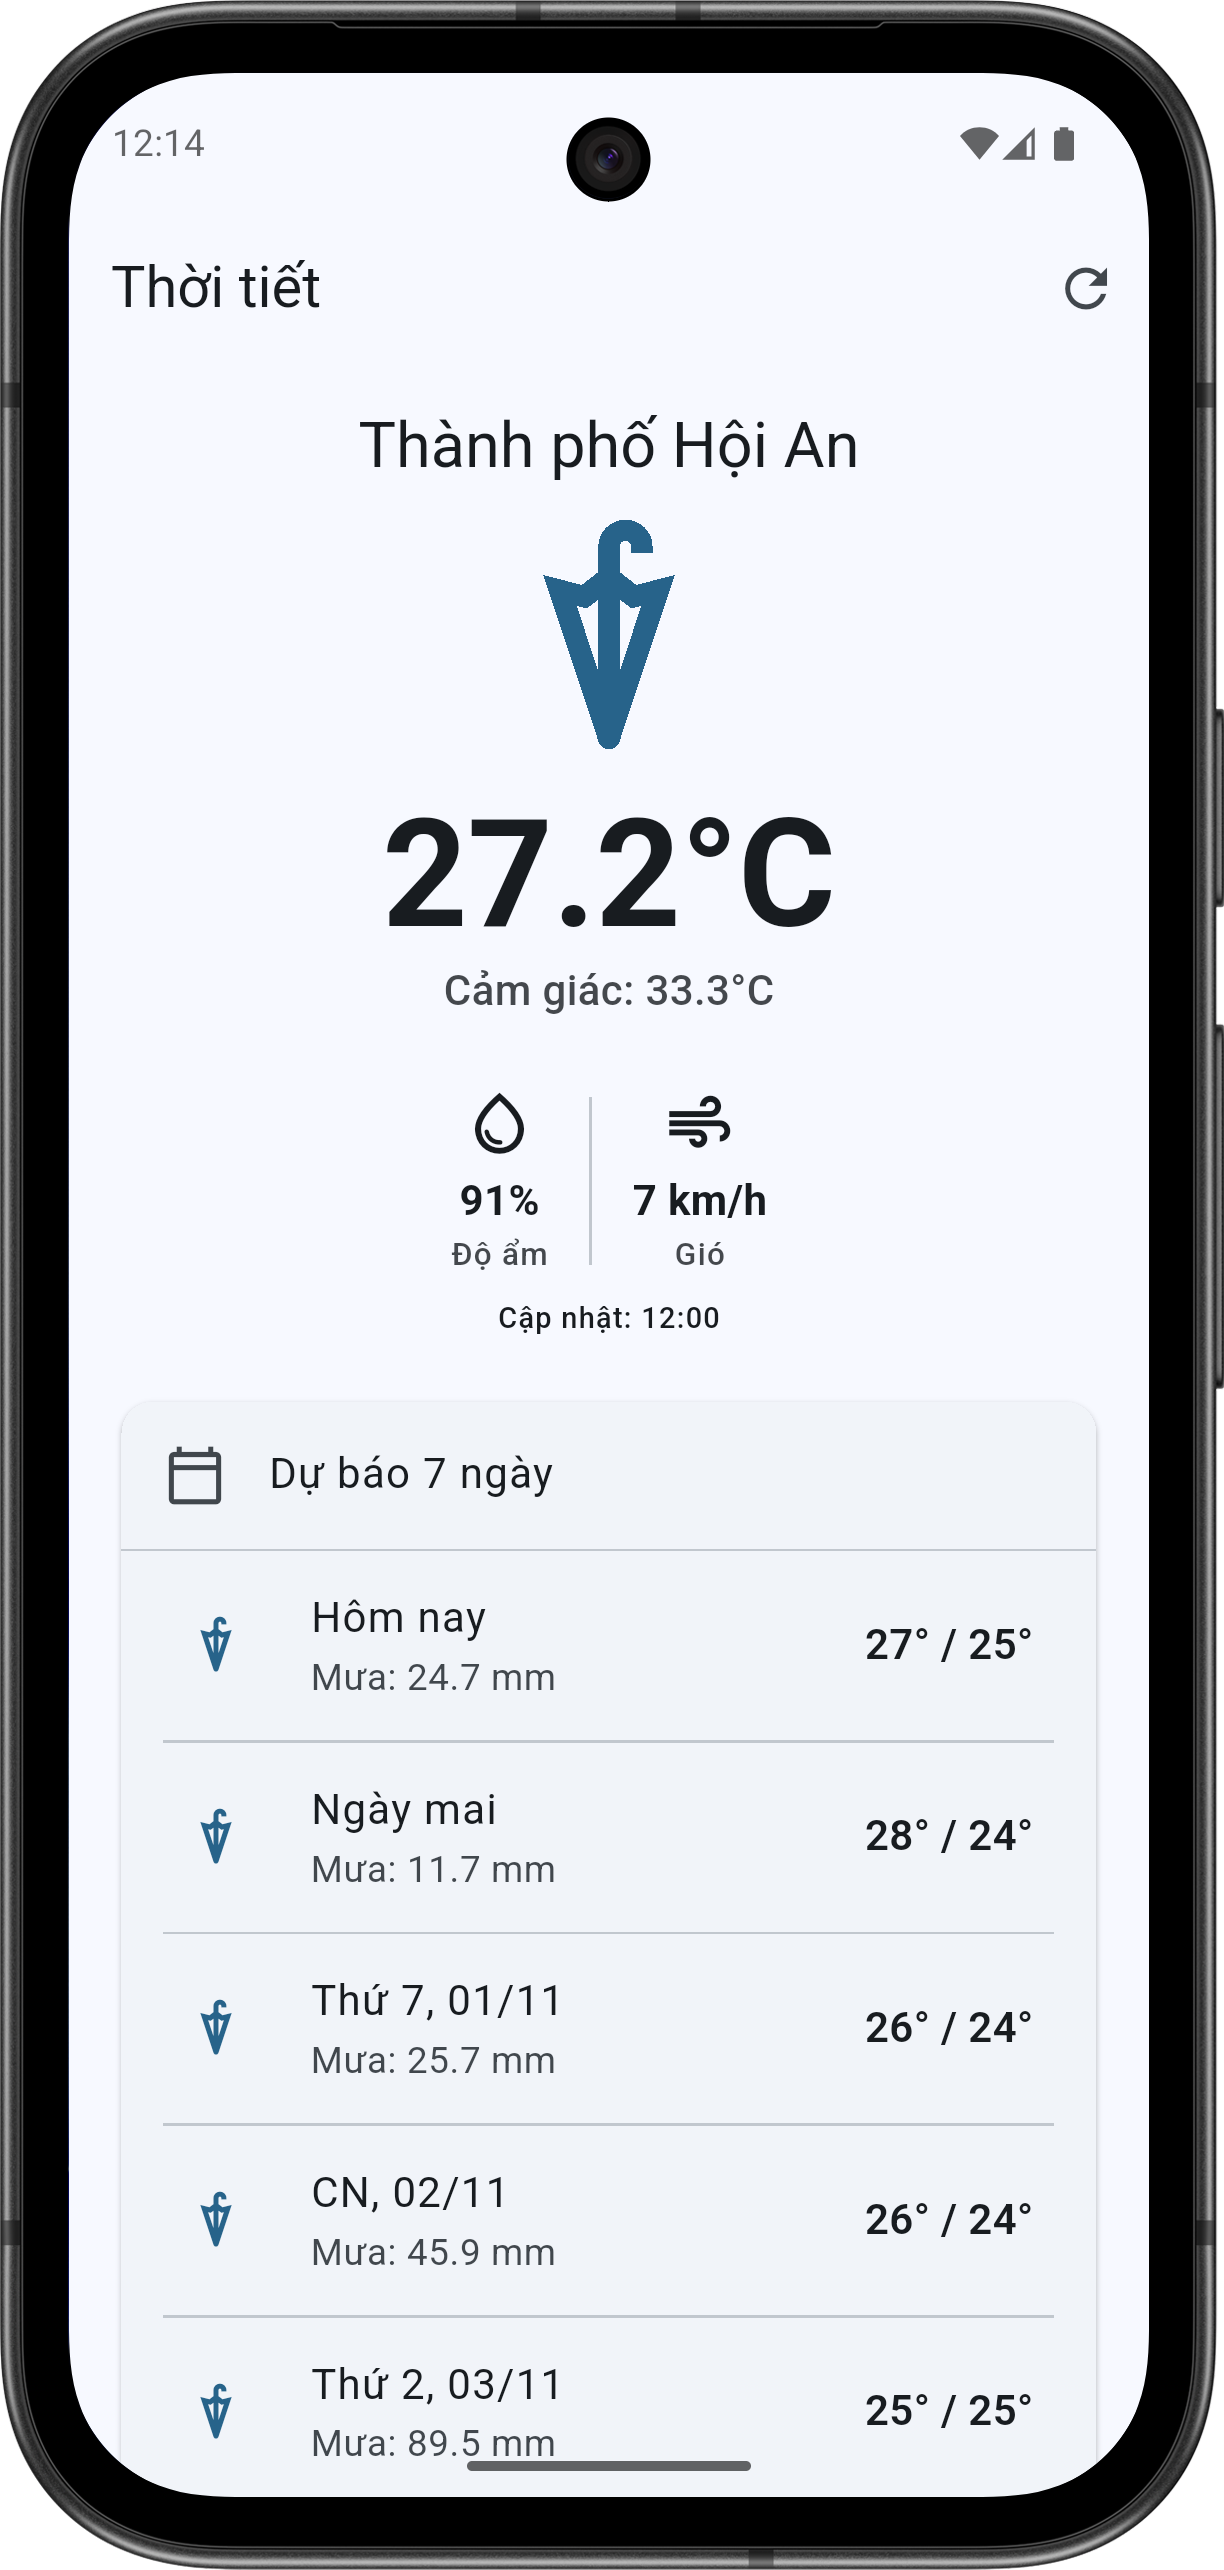 12:14
Thời tiết
Thành phố Hội An
27.2°C
Cảm giác: 33.3°C
91%
7 km/h
Độ ẩm
Gió
Cập nhật: 12:00
Dự báo 7 ngày
Hôm nay
27° / 25°
Mưa: 24.7 mm
Ngày mai
28° / 24°
Mưa: 11.7 mm
Thứ 7, 01/11
26° / 24°
Mưa: 25.7 mm
CN, 02/11
26° / 24°
Mưa: 45.9 mm
Thứ 2, 03/11
25° / 25°
Mưa: 89.5 mm